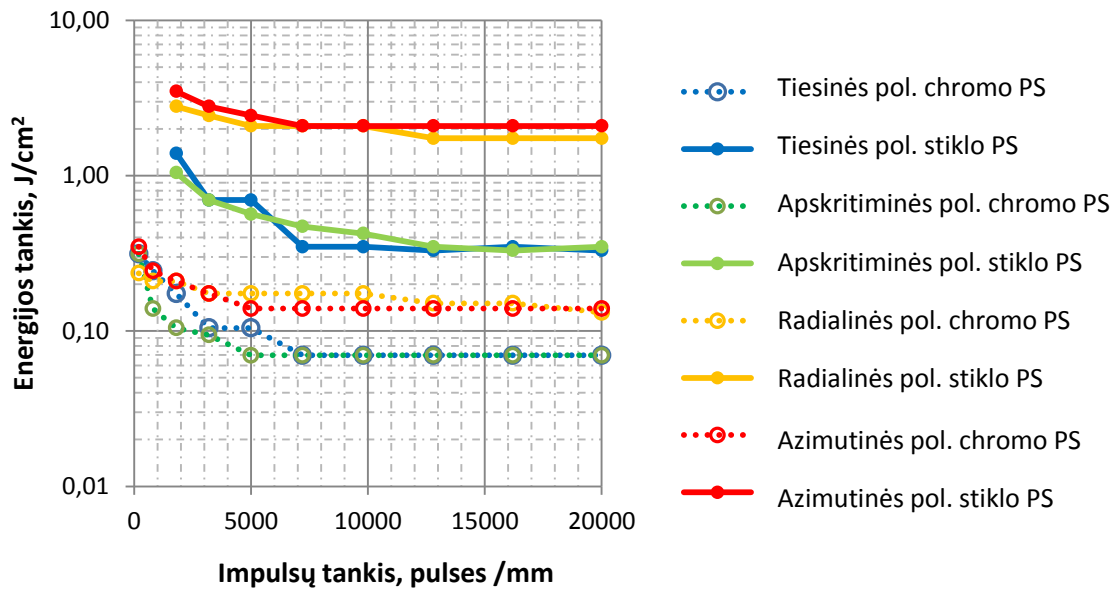 10,00
1,00
0,10
0,01
Energijos tankis, J/cm²
0
5000
10000
15000
20000
Impulsų tankis, pulses /mm
Tiesinės pol. chromo PS
Tiesinės pol. stiklo PS
Apskritiminės pol. chromo PS
Apskritiminės pol. stiklo PS
Radialinės pol. chromo PS
Radialinės pol. stiklo PS
Azimutinės pol. chromo PS
Azimutinės pol. stiklo PS